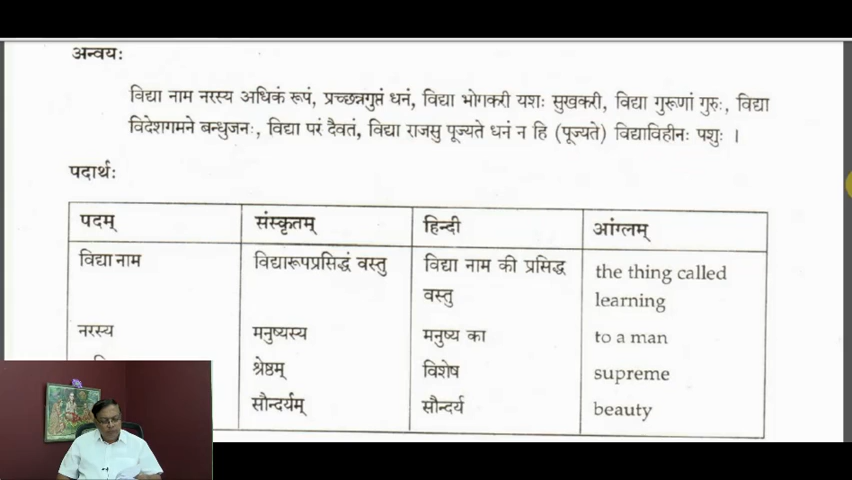 अन्वयः
विद्या नाम नरस्य अधिकं रूपं, प्रच्छन्नगुप्तं धनं, विद्या भोगकरी यशः सुखकरी, विद्या गुरूणां गुरुः, विद्या
विदेशगमने बन्धुजनः, विद्या परं दैवतं, विद्या राजसु पूज्यते धनं न हि (पूज्यते) विद्याविहीनः पशुः ।
पदार्थः
पदम् संस्कृतम् हिन्दी आंग्लम्
विद्या नाम विद्यारूपप्रसिद्धं वस्तु विद्या नाम की प्रसिद्ध the thing called
वस्तु learning
नरस्य मनुष्यस्य मनुष्य का to a man
श्रेष्ठम् विशेष supreme
सौन्दर्यम् सौन्दर्य beauty